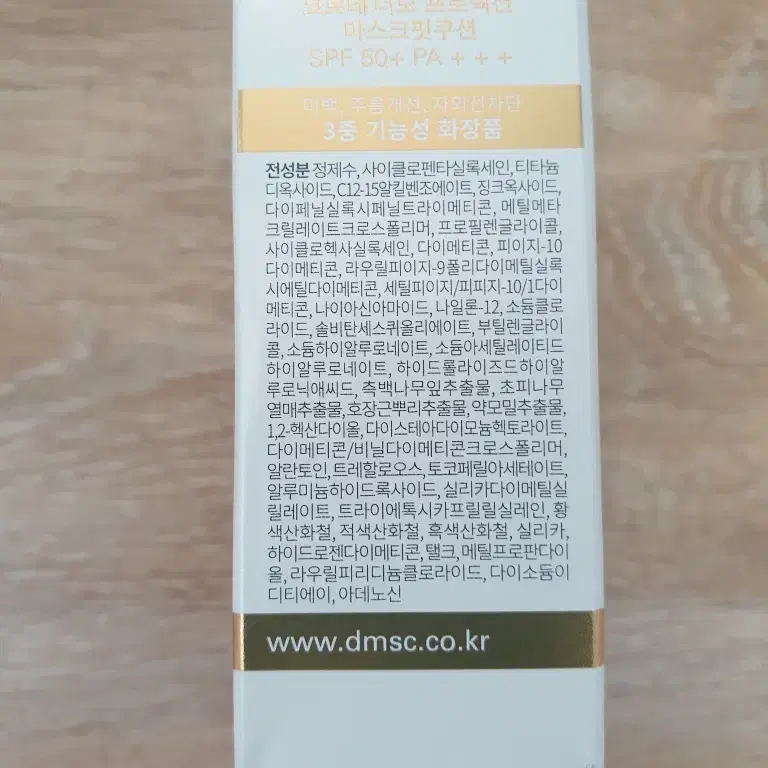 더모 프로텍션
마스크핏쿠션
SPF 50+ PA + + +
미백, 주름개선, 자외선차단
3중 기능성 화장품
전성분 정제수, 사이클로펜타실록세인, 티타늄
디옥사이드, C12-15알킬벤조에이트, 징크옥사이드,
다이페닐실록시페닐트라이메티콘, 메틸메타
크릴레이트크로스폴리머, 프로필렌글라이콜,
사이클로헥사실록세인, 다이메티콘, 피이지-10
다이메티콘, 라우릴피이지-9폴리다이메틸실록
시에틸다이메티콘, 세틸피이지/피피지-10/1다이
메티콘, 나이아신아마이드, 나일론-12, 소듐클로
라이드, 솔비탄세스퀴올리에이트, 부틸렌글라이
콜, 소듐하이알루로네이트, 소듐아세틸레이티드
하이알루로네이트, 하이드롤라이즈드하이알
루로닉애씨드, 측백나무잎추출물, 초피나무
열매추출물, 호장근뿌리추출물, 약모밀추출물,
1,2-헥산다이올, 다이스테아다이모늄헥토라이트,
다이메티콘/비닐다이메티콘크로스폴리머,
알란토인, 트레할로오스, 토코페릴아세테이트,
알루미늄하이드록사이드, 실리카다이메틸실
릴레이트, 트라이에톡시카프릴릴실레인, 황
색산화철, 적색산화철, 흑색산화철, 실리카,
하이드로젠다이메티콘, 탤크, 메틸프로판다이
올, 라우릴피리디늄클로라이드, 다이소듐이
디티에이, 아데노신
www.dmsc.co.kr